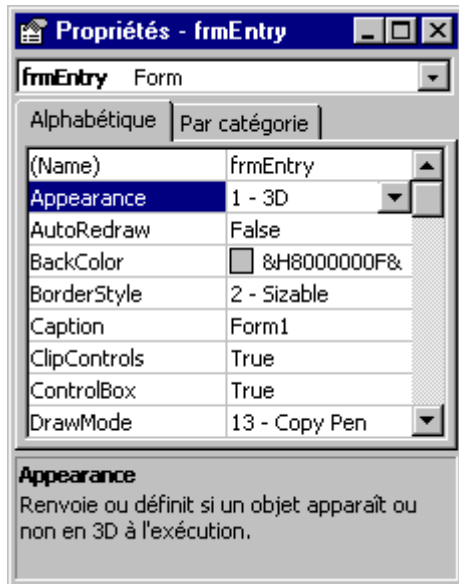 Propriétés - frmEntry
frmEntry Form
Alphabétique Par catégorie
(Name) frmEntry
Appearance 1 - 3D
AutoRedraw False
BackColor &H8000000F&
BorderStyle 2 - Sizable
Caption Form1
ClipControls True
ControlBox True
DrawMode 13 - Copy Pen
Appearance
Renvoie ou définit si un objet apparaît ou
non en 3D à l'exécution.